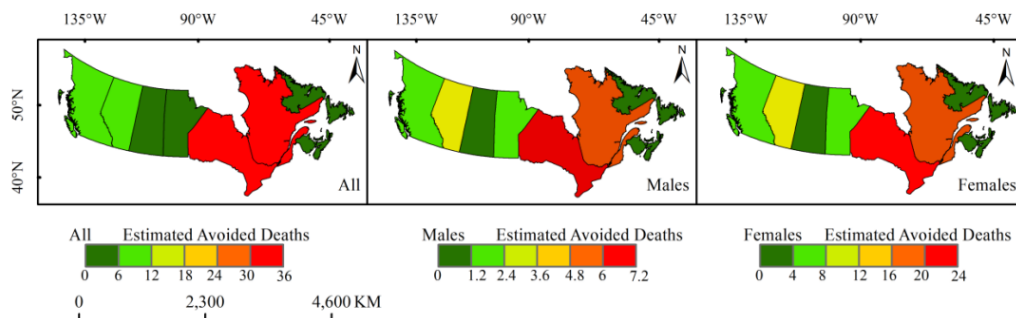 135°W 90°W 45°W 135°W 90°W 45°W 135°W 90°W 45°W
N N N
50°N
40°N
All Males Females
All Estimated Avoided Deaths Males Estimated Avoided Deaths Females Estimated Avoided Deaths
0 6 12 18 24 30 36 0 1.2 2.4 3.6 4.8 6 7.2 0 4 8 12 16 20 24
0 2,300 4,600 KM